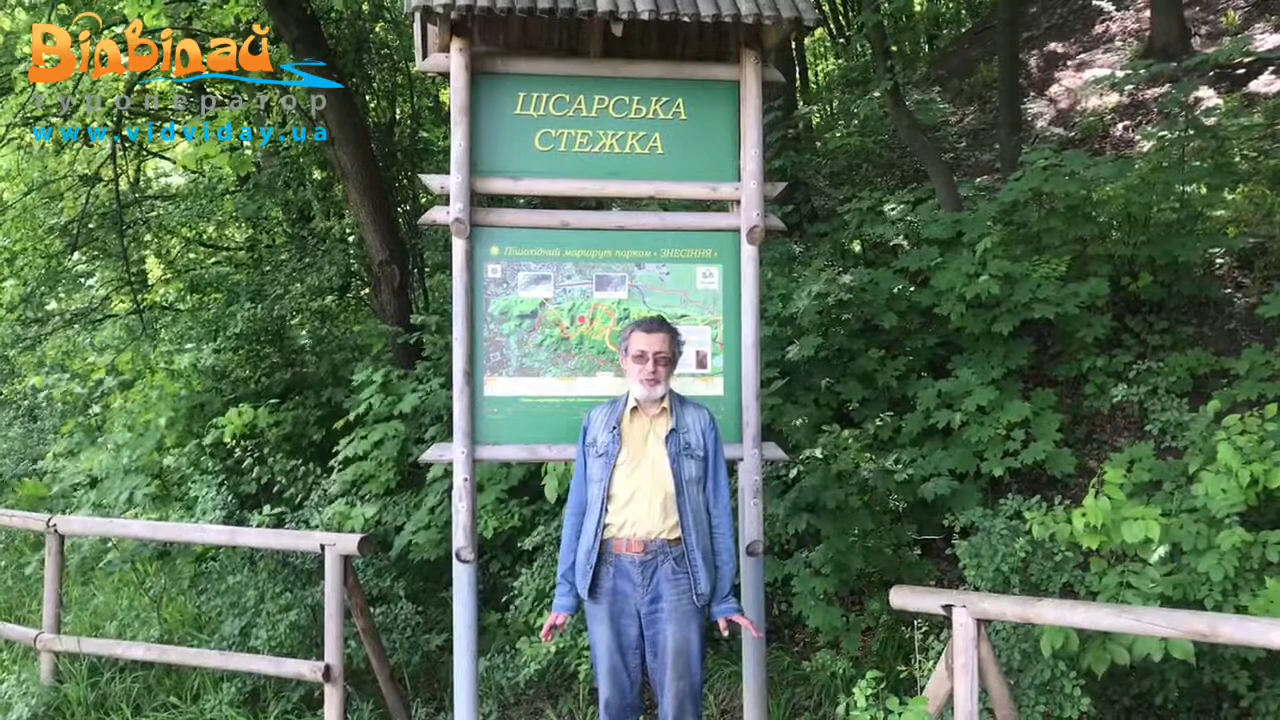 Відвідай
туроператор
www.vidviday.ua
ЦІСАРСЬКА
СТЕЖКА
Пішохідний маршрут парком « ЗНЕСІННЯ »